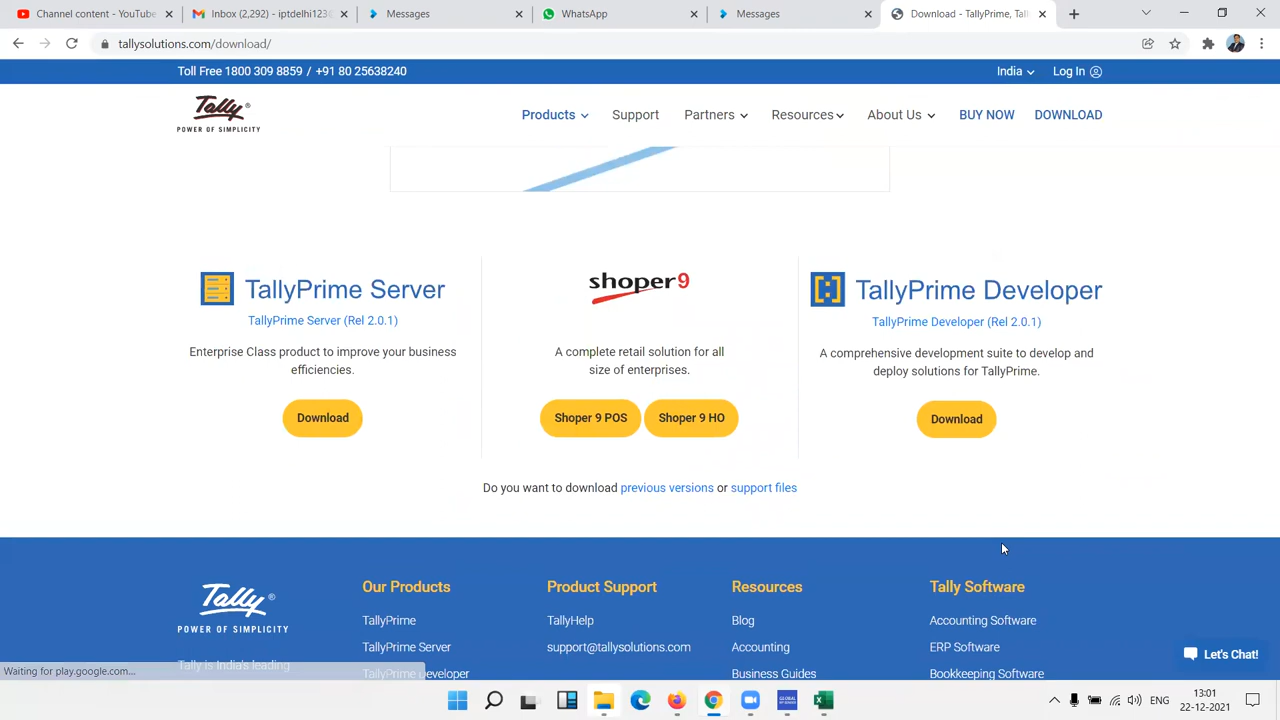 Channel content - YouTube
Inbox (2,292) - iptdelhi123@
Messages
WhatsApp
Messages
Download - TallyPrime, Tal
tallysolutions.com/download/
Toll Free 1800 309 8859 / +91 80 25638240
India
Log In
Tally®
POWER OF SIMPLICITY
Products
Support
Partners
Resources
About Us
BUY NOW
DOWNLOAD
TallyPrime Server
TallyPrime Server (Rel 2.0.1)
Enterprise Class product to improve your business
efficiencies.
Download
shoper9
A complete retail solution for all
size of enterprises.
Shoper 9 POS
Shoper 9 HO
TallyPrime Developer
TallyPrime Developer (Rel 2.0.1)
A comprehensive development suite to develop and
deploy solutions for TallyPrime.
Download
Do you want to download previous versions or support files
Tally®
POWER OF SIMPLICITY
Tally is India's leading
Our Products
TallyPrime
TallyPrime Server
TallyPrime Developer
Product Support
TallyHelp
support@tallysolutions.com
Resources
Blog
Accounting
Business Guides
Tally Software
Accounting Software
ERP Software
Bookkeeping Software
Let's Chat!
Waiting for play.google.com...
ENG
13:01
22-12-2021